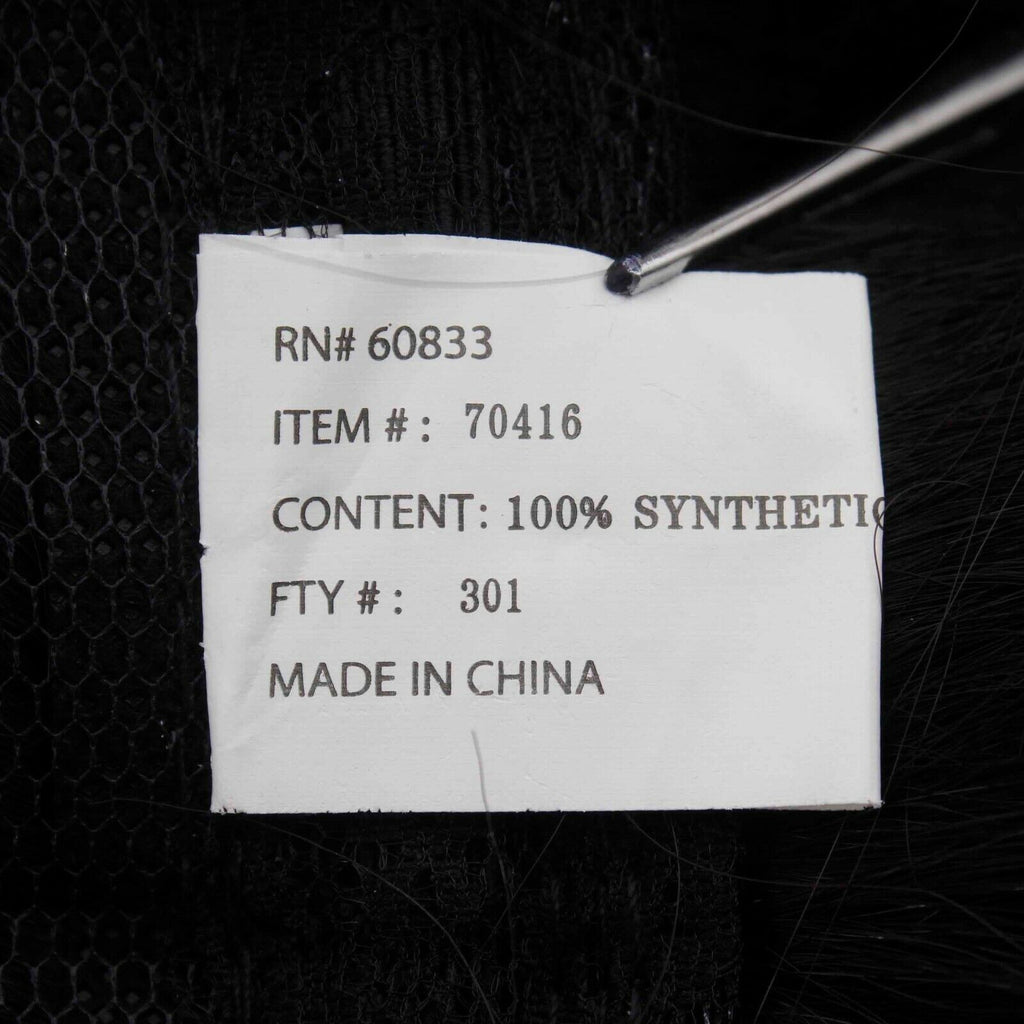 RN# 60833
ITEM #: 70416
CONTENT: 100% SYNTHETIC
FTY #: 301
MADE IN CHINA